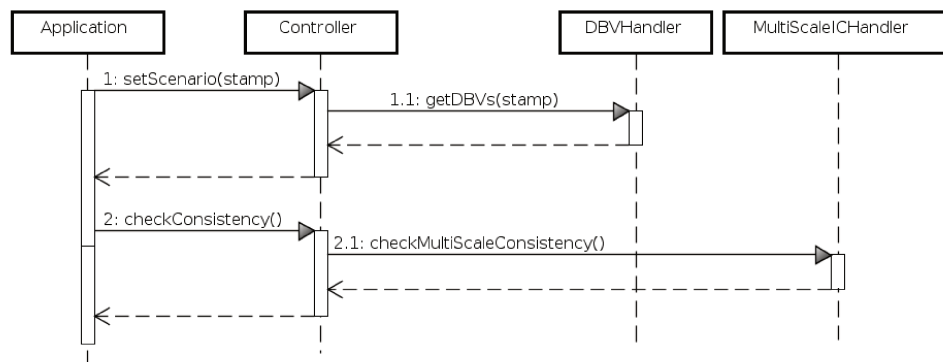 Application
Controller
DBVHandler
MultiScaleICHandler
1: setScenario(stamp)
1.1: getDBVs(stamp)
2: checkConsistency()
2.1: checkMultiScaleConsistency()